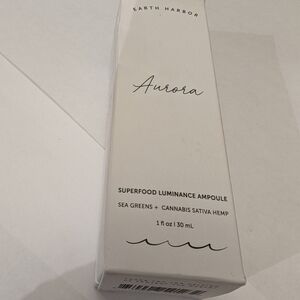 EARTH HARBOR
Aurora
SUPERFOOD LUMINANCE AMPOULE
SEA GREENS + CANNABIS SATIVA HEMP
1 fl oz | 30 mL